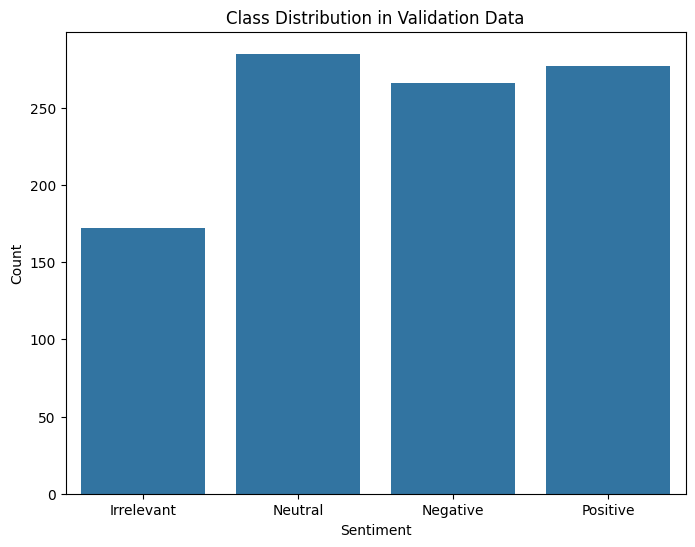 Class Distribution in Validation Data
250
200
150
100
50
0
Count
Irrelevant Neutral Negative Positive
Sentiment